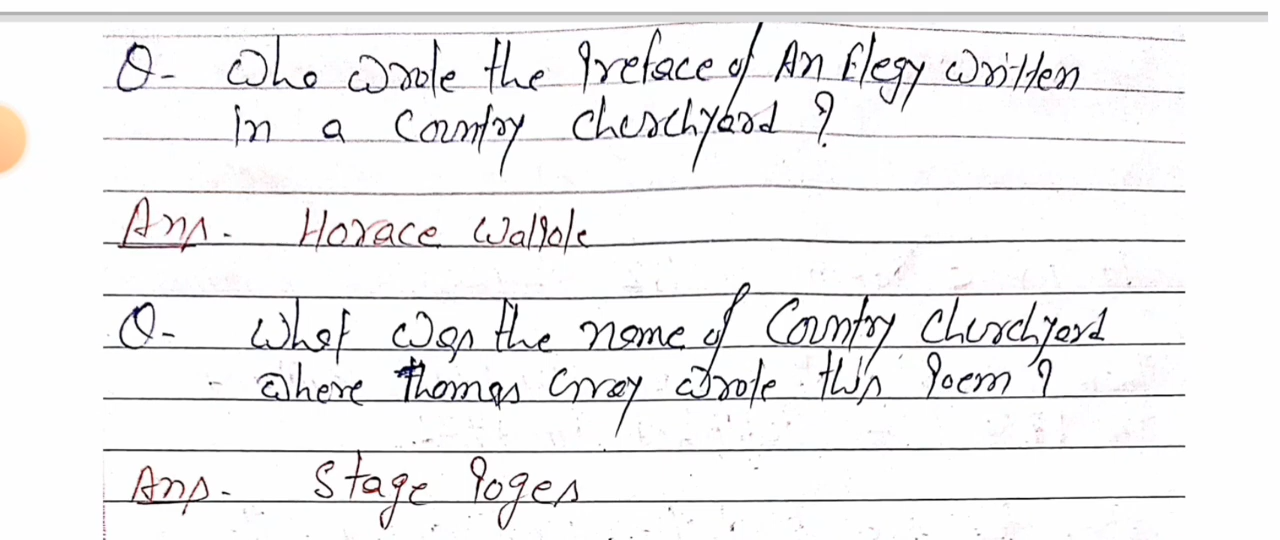 Q- Who wrote the Preface of An Elegy written
in a Country Churchyard ?
Ans. Horace Walpole
Q- What was the name of Country Churchyard
where Thomas Gray wrote this Poem ?
Ans. Stage Poges